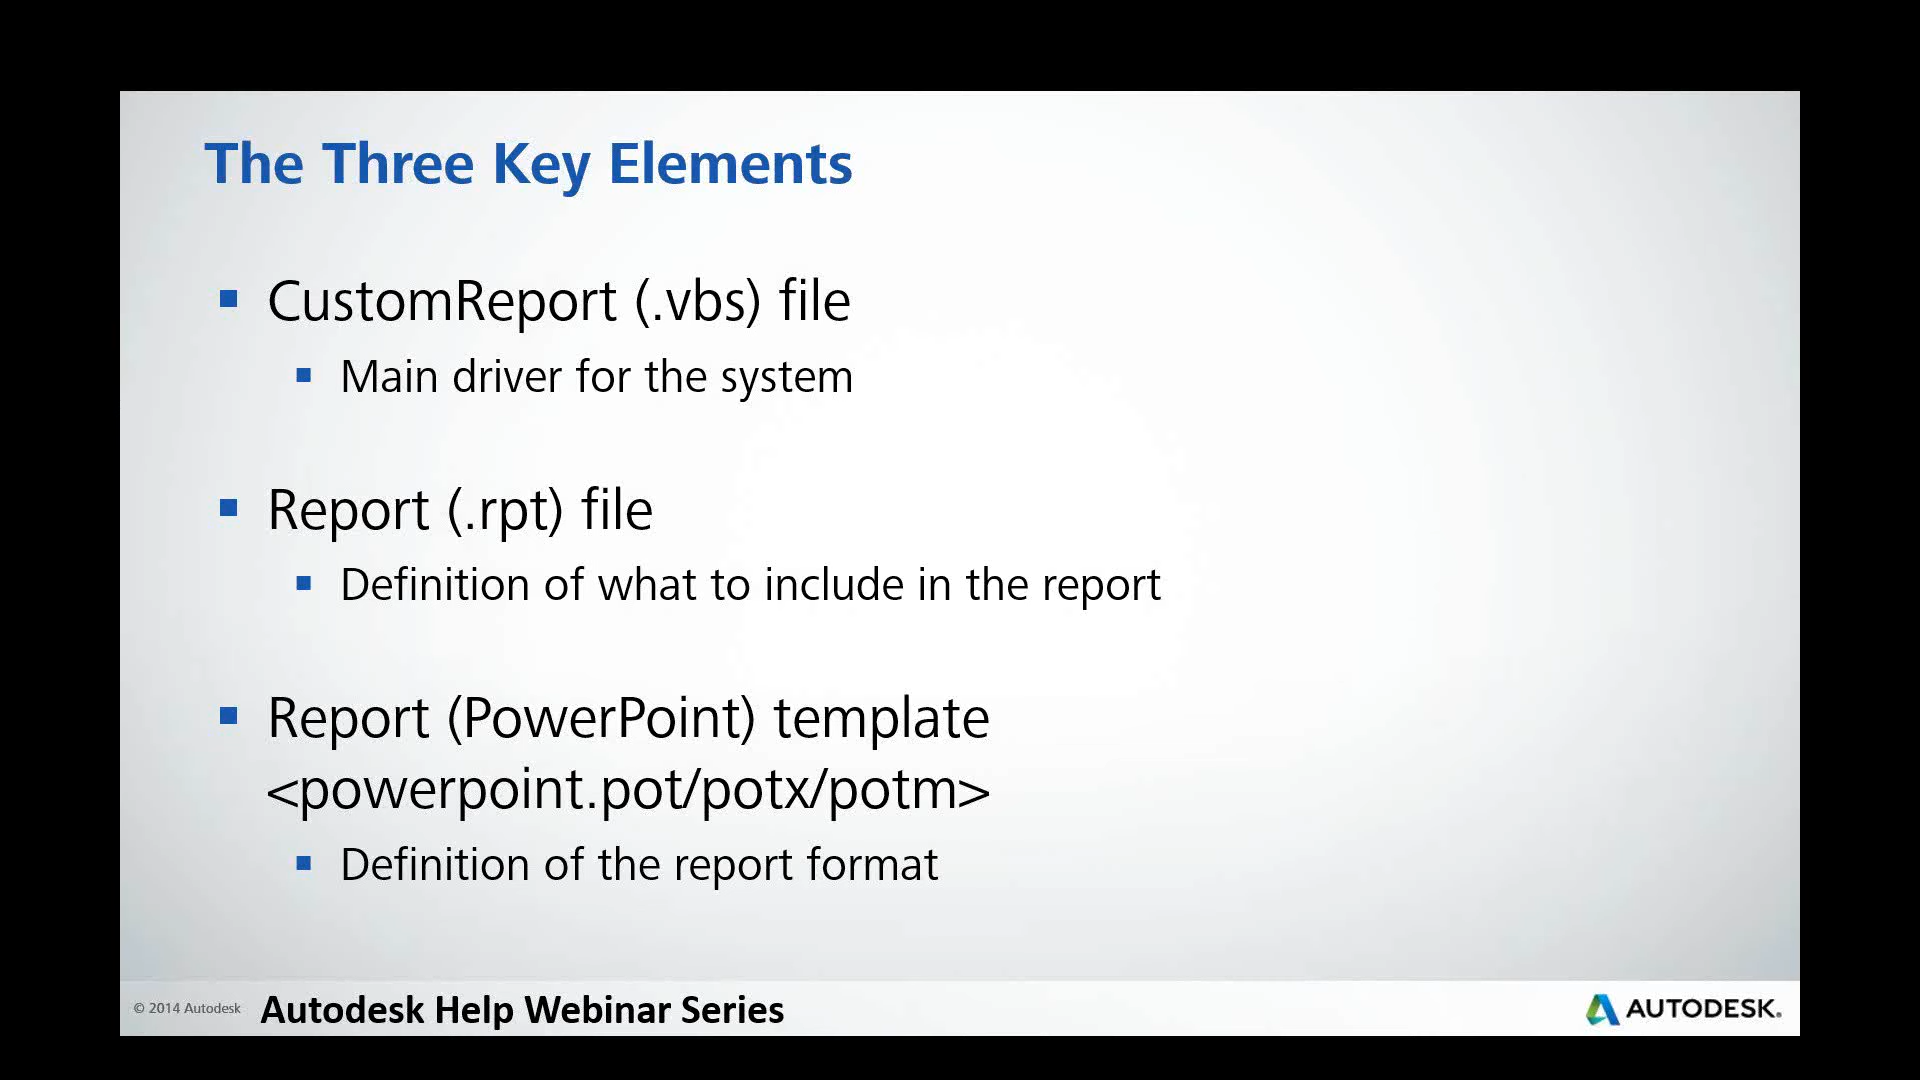 The Three Key Elements
CustomReport (.vbs) file
Main driver for the system
Report (.rpt) file
Definition of what to include in the report
Report (PowerPoint) template
<powerpoint.pot/potx/potm>
Definition of the report format
© 2014 Autodesk
Autodesk Help Webinar Series
AUTODESK.